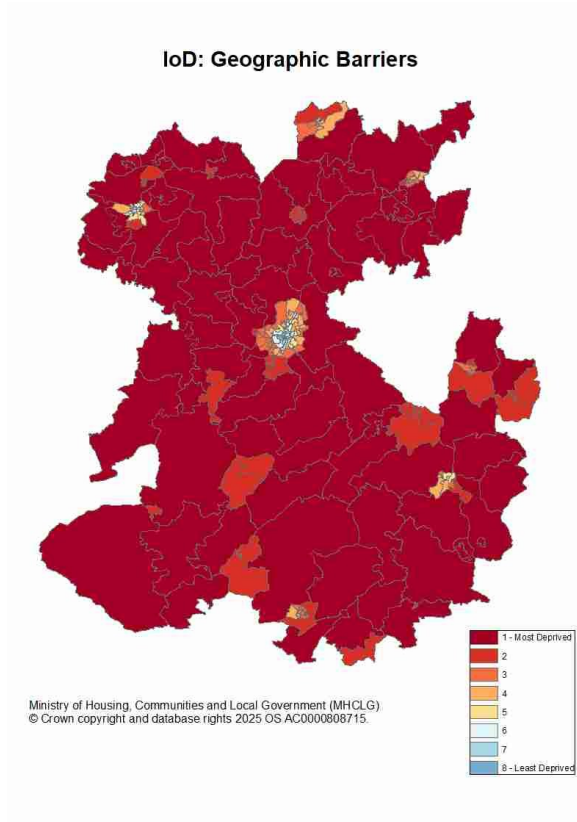 IoD: Geographic Barriers
1 - Most Deprived
2
3
4
5
6
7
8 - Least Deprived
Ministry of Housing, Communities and Local Government (MHCLG)
© Crown copyright and database rights 2025 OS AC0000808715.